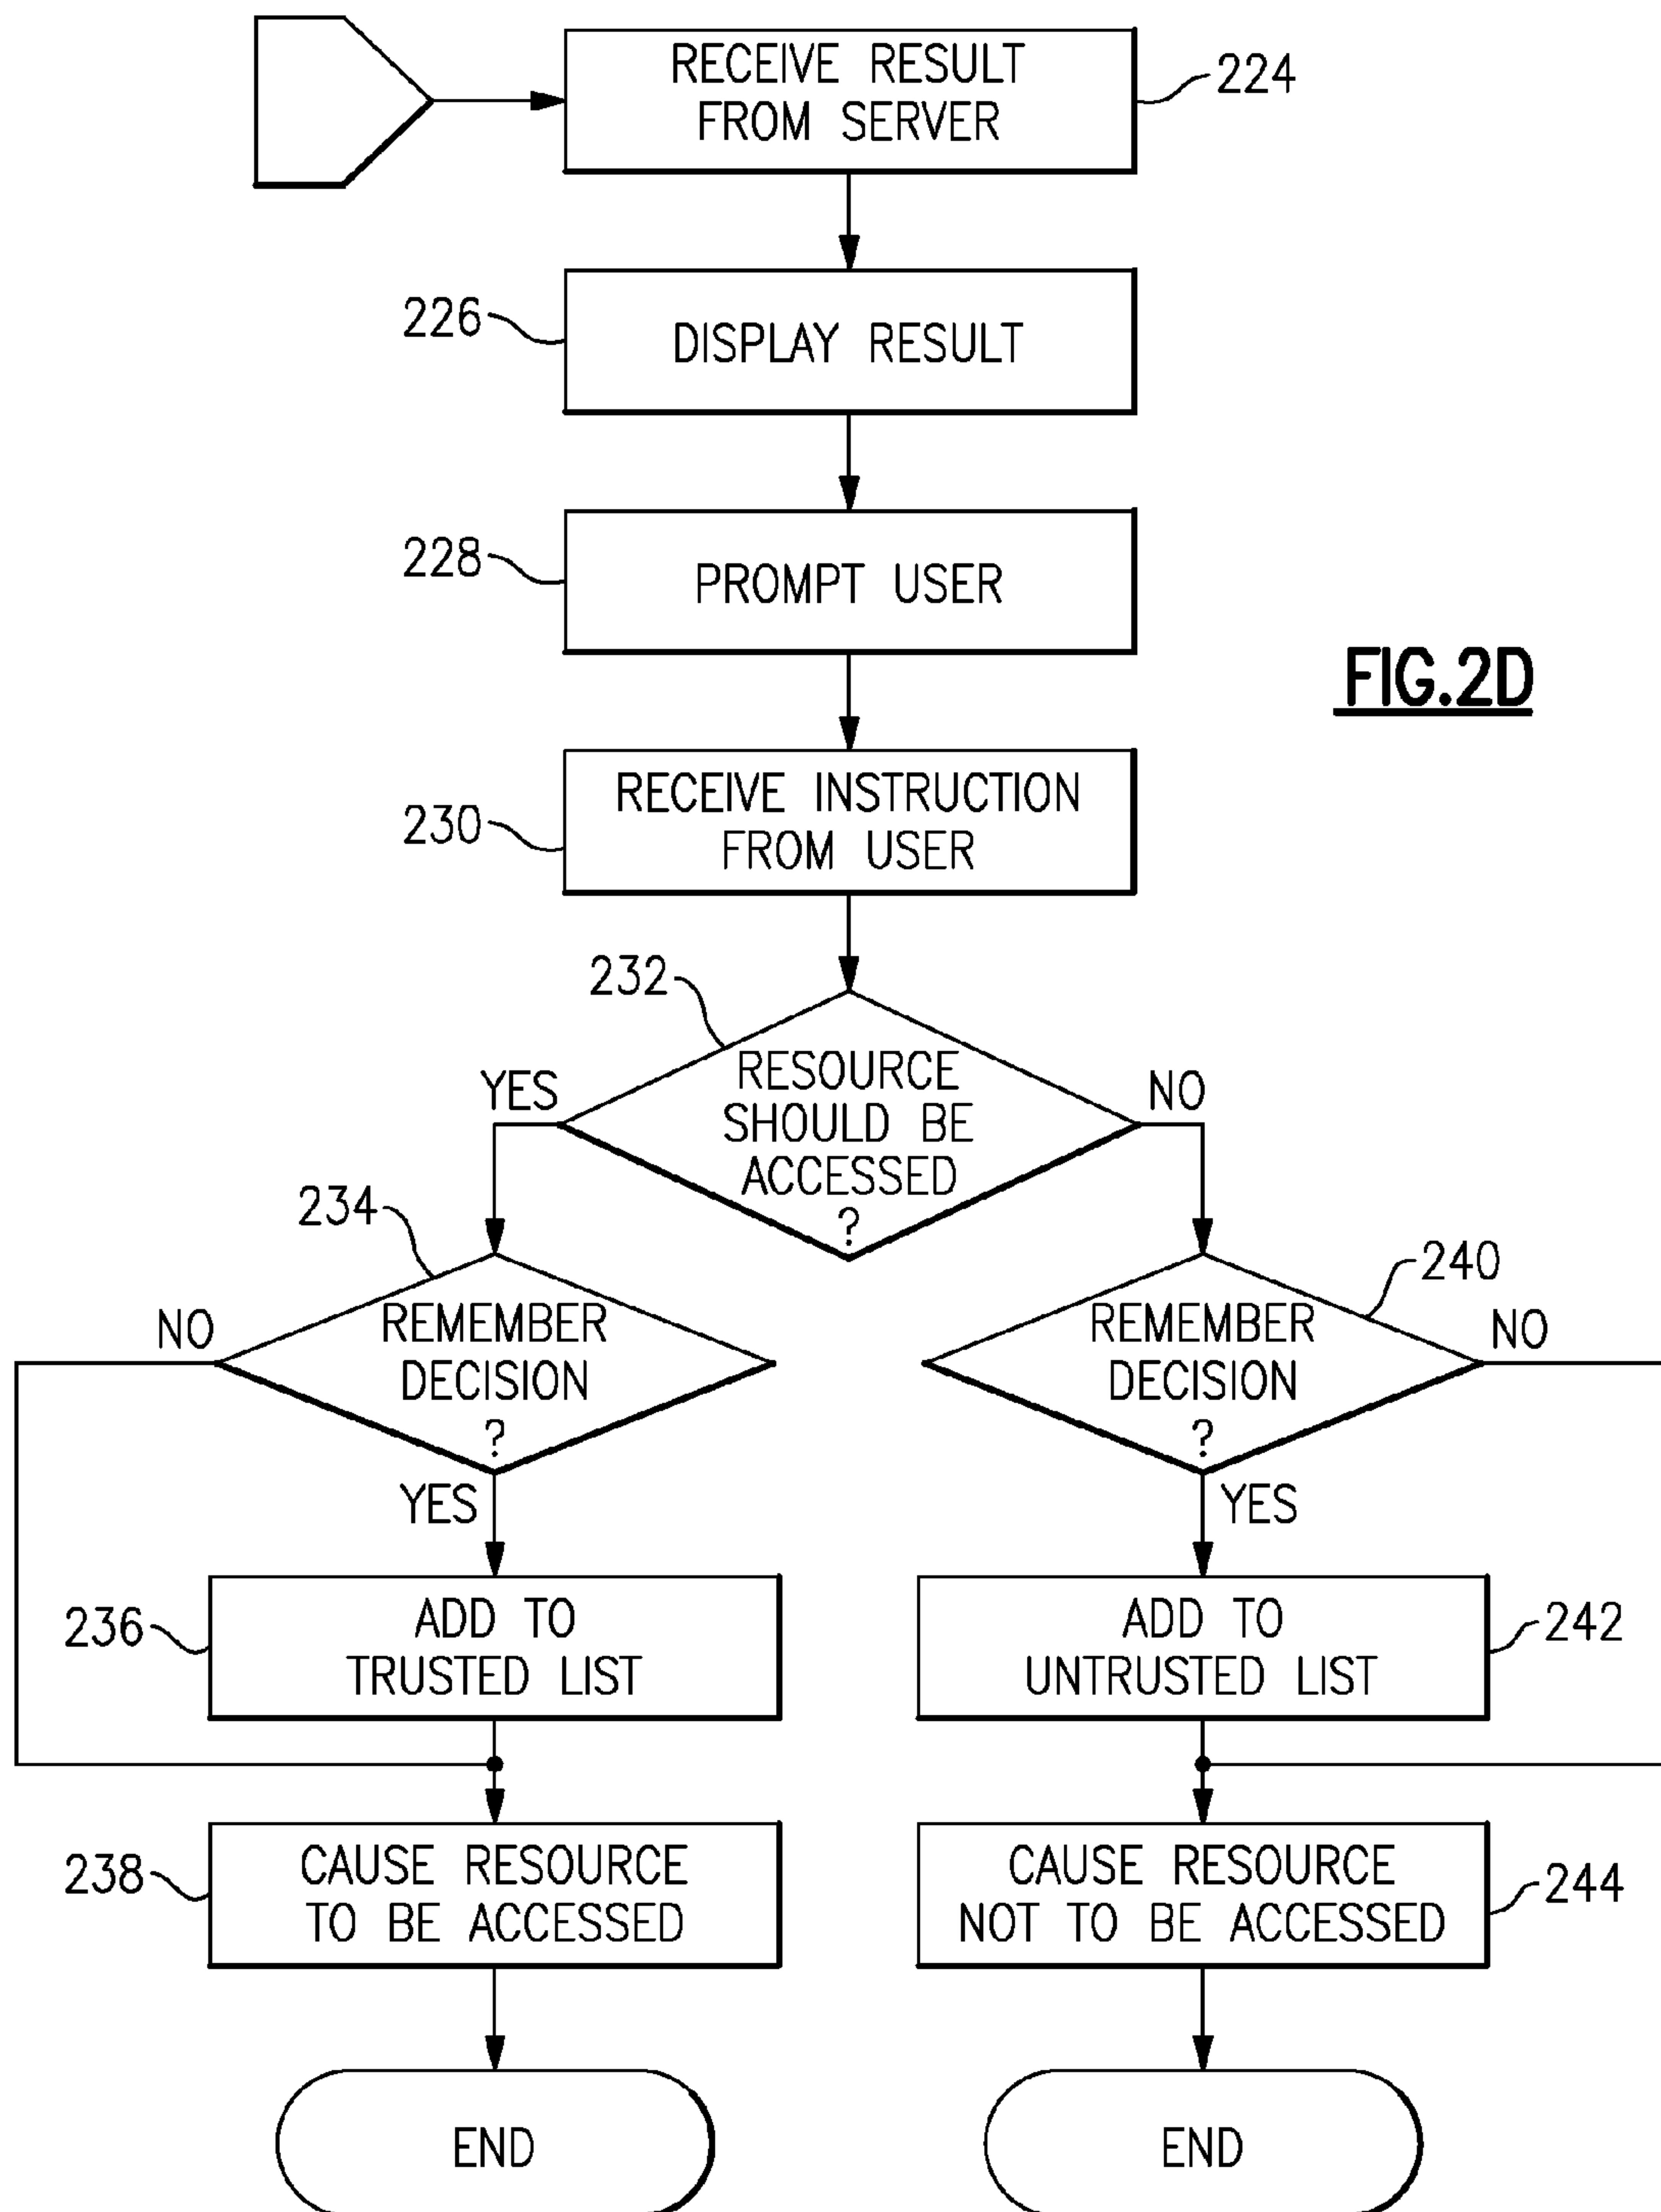 RECEIVE RESULT
FROM SERVER
224
226
DISPLAY RESULT
228
PROMPT USER
FIG.2D
230
RECEIVE INSTRUCTION
FROM USER
232
YES
RESOURCE
SHOULD BE
ACCESSED
?
NO
234
240
NO
REMEMBER
DECISION
?
YES
REMEMBER
DECISION
?
NO
YES
236
ADD TO
TRUSTED LIST
ADD TO
UNTRUSTED LIST
242
238
CAUSE RESOURCE
TO BE ACCESSED
CAUSE RESOURCE
NOT TO BE ACCESSED
244
END
END